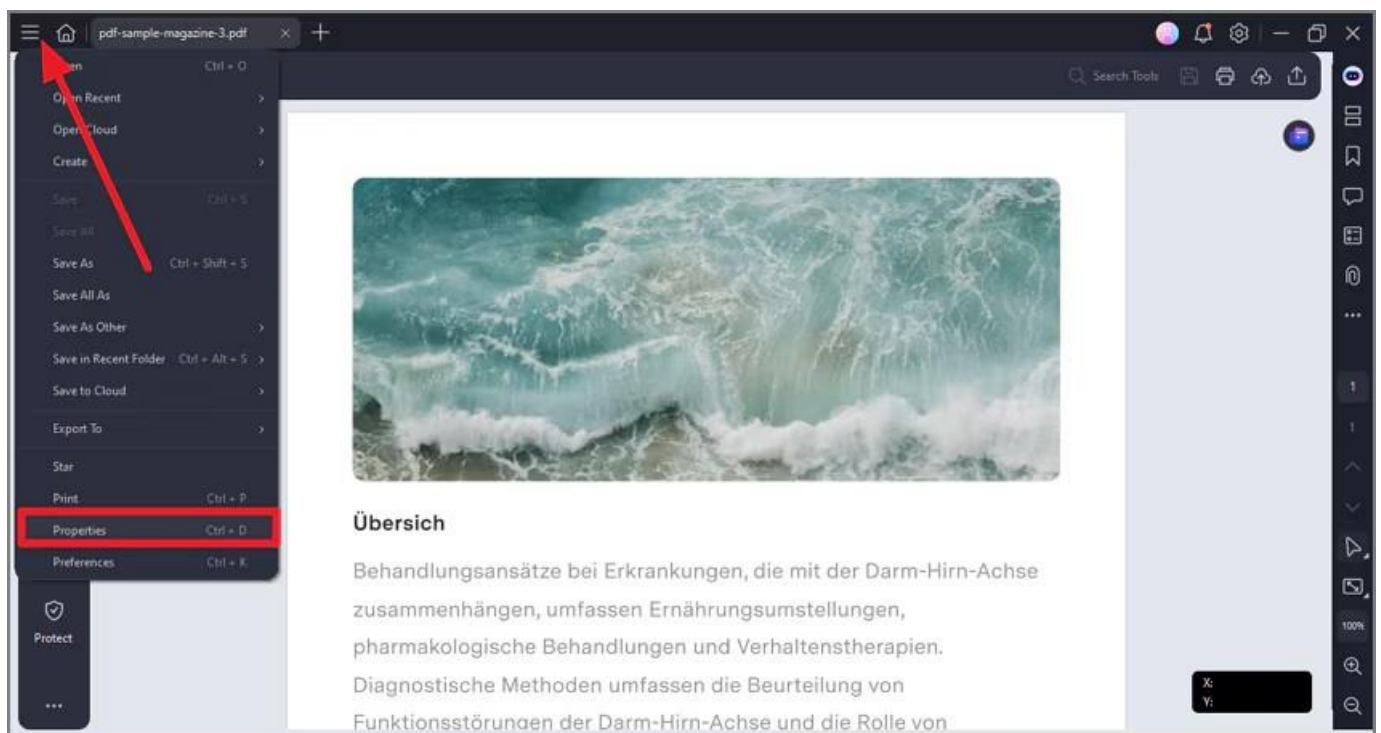 pdf-sample-magazine-3.pdf
Search Tools
Ctrl + O
Open Recent
Open Cloud
Create
Save Ctrl + S
Save All
Save As Ctrl + Shift + S
Save All As
Save As Other
Save in Recent Folder Ctrl + Alt + S
Save to Cloud
Export To
Star
Print Ctrl + P
Properties Ctrl + D
Preferences Ctrl + K
Protect
Übersich
Behandlungsansätze bei Erkrankungen, die mit der Darm-Hirn-Achse
zusammenhängen, umfassen Ernährungsumstellungen,
pharmakologische Behandlungen und Verhaltenstherapien.
Diagnostische Methoden umfassen die Beurteilung von
Funktionsstörungen der Darm-Hirn-Achse und die Rolle von
X:
Y:
1
1
100%